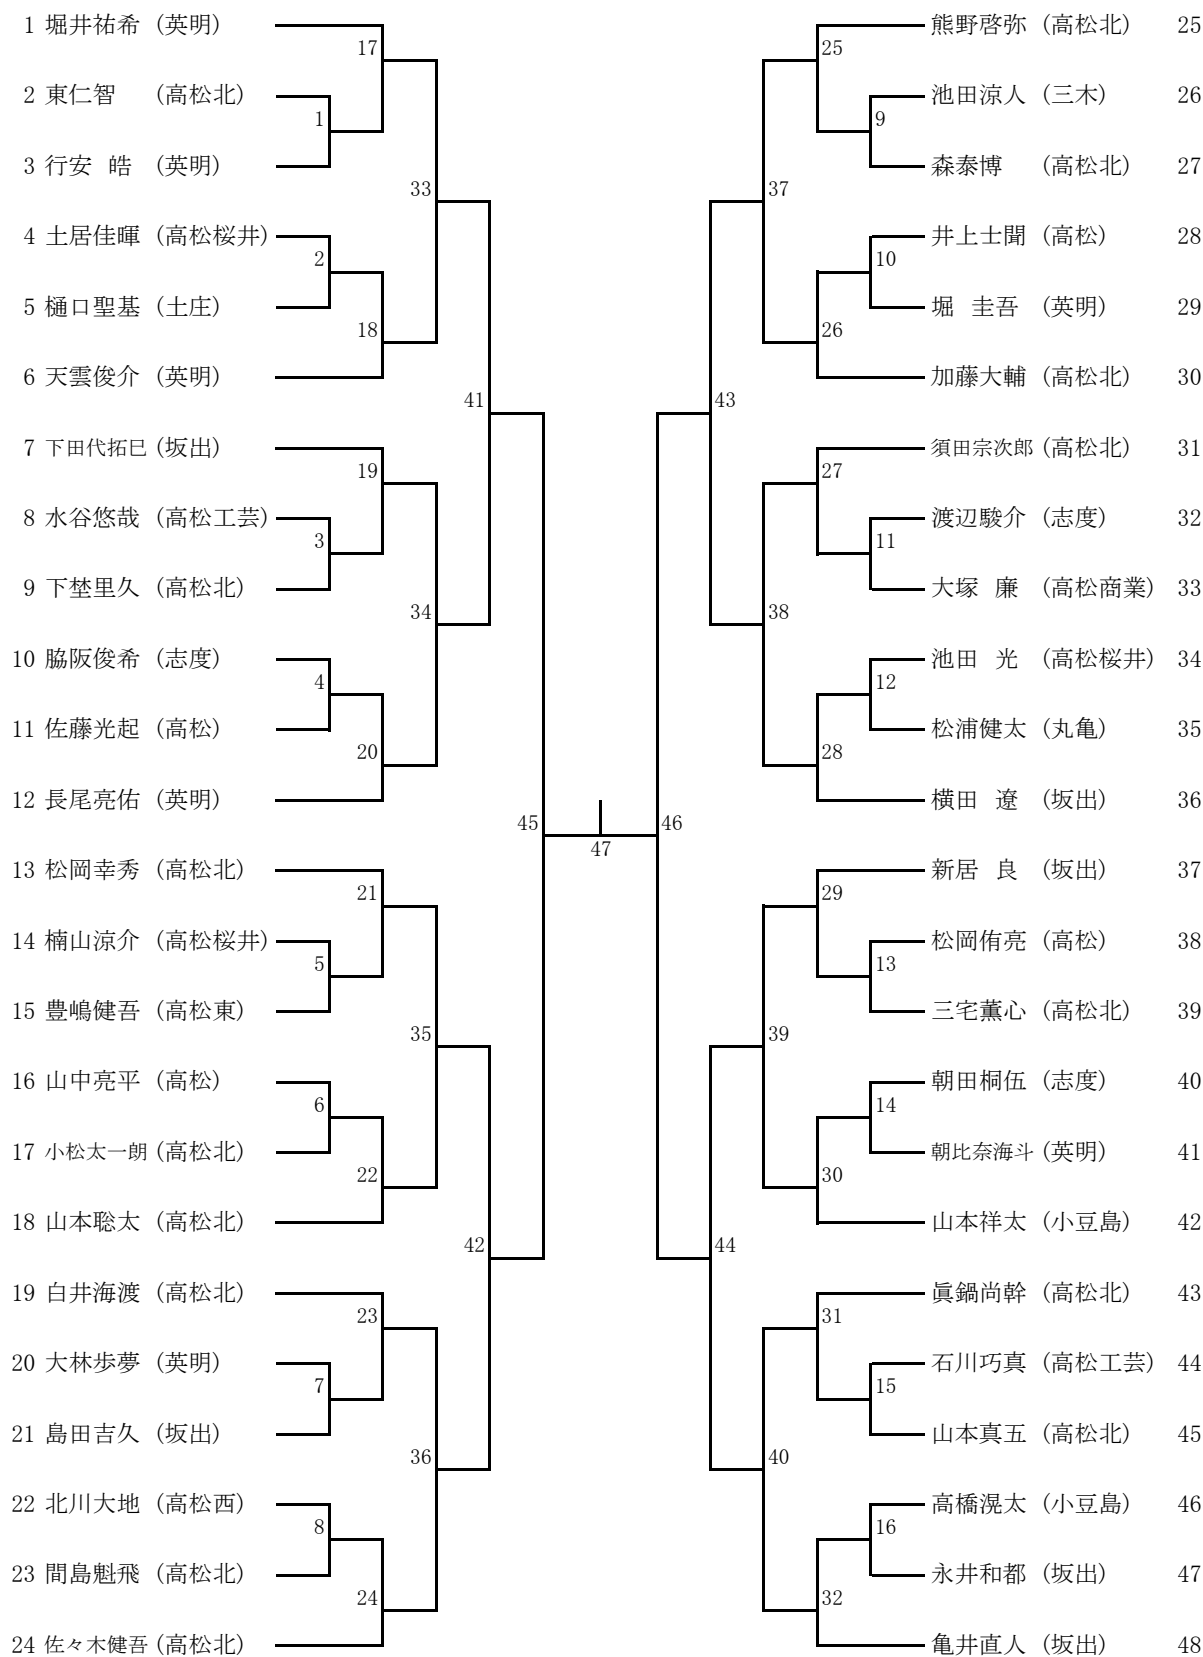 1 堀井祐希 (英明)
2 東仁智 (高松北)
3 行安 皓 (英明)
4 土居佳暉 (高松桜井)
5 樋口聖基 (土庄)
6 天雲俊介 (英明)
7 下田代拓巳 (坂出)
8 水谷悠哉 (高松工芸)
9 下埜里久 (高松北)
10 脇阪俊希 (志度)
11 佐藤光起 (高松)
12 長尾亮佑 (英明)
13 松岡幸秀 (高松北)
14 楠山涼介 (高松桜井)
15 豊嶋健吾 (高松東)
16 山中亮平 (高松)
17 小松太一朗 (高松北)
18 山本聡太 (高松北)
19 白井海渡 (高松北)
20 大林歩夢 (英明)
21 島田吉久 (坂出)
22 北川大地 (高松西)
23 間島魁飛 (高松北)
24 佐々木健吾 (高松北)
17
1
33
2
18
41
19
3
34
4
20
45
21
5
35
6
22
42
23
7
36
8
24
47
25
9
37
10
26
43
27
11
38
12
28
46
29
13
39
14
30
44
31
15
40
16
32
熊野啓弥 (高松北) 25
池田涼人 (三木) 26
森泰博 (高松北) 27
井上士聞 (高松) 28
堀 圭吾 (英明) 29
加藤大輔 (高松北) 30
須田宗次郎 (高松北) 31
渡辺駿介 (志度) 32
大塚 廉 (高松商業) 33
池田 光 (高松桜井) 34
松浦健太 (丸亀) 35
横田 遼 (坂出) 36
新居 良 (坂出) 37
松岡侑亮 (高松) 38
三宅薫心 (高松北) 39
朝田桐伍 (志度) 40
朝比奈海斗 (英明) 41
山本祥太 (小豆島) 42
眞鍋尚幹 (高松北) 43
石川巧真 (高松工芸) 44
山本真五 (高松北) 45
高橋滉太 (小豆島) 46
永井和都 (坂出) 47
亀井直人 (坂出) 48